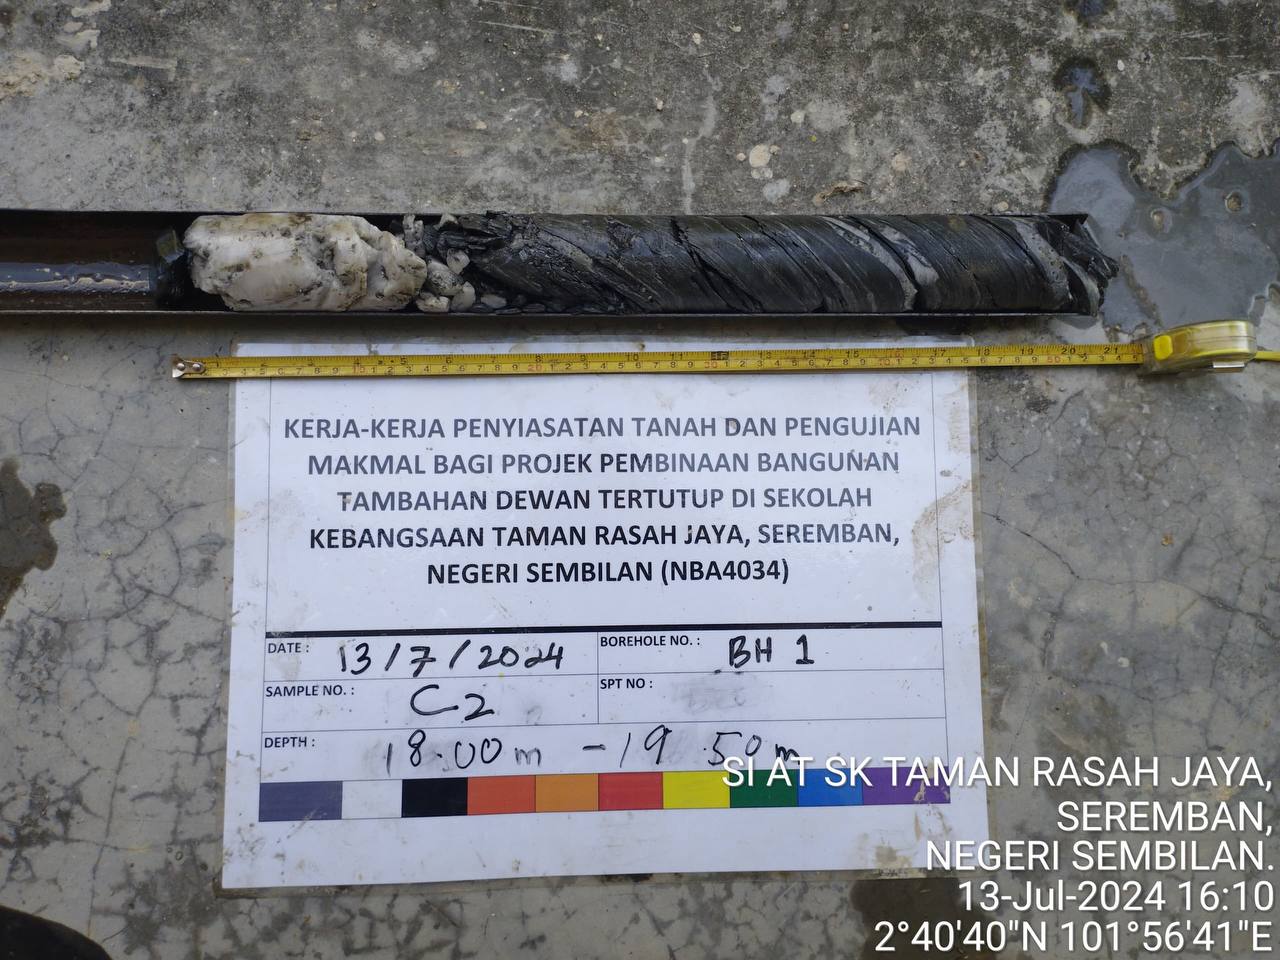 KERJA-KERJA PENYIASATAN TANAH DAN PENGUJIAN
MAKMAL BAGI PROJEK PEMBINAAN BANGUNAN
TAMBAHAN DEWAN TERTUTUP DI SEKOLAH
KEBANGSAAN TAMAN RASAH JAYA, SEREMBAN,
NEGERI SEMBILAN (NBA4034)
DATE : 13/7/2024 BOREHOLE NO. : BH 1
SAMPLE NO. : C2 SPT NO :
DEPTH : 18.00m - 19.50m
SI AT SK TAMAN RASAH JAYA,
SEREMBAN,
NEGERI SEMBILAN.
13-Jul-2024 16:10
2°40'40"N 101°56'41"E